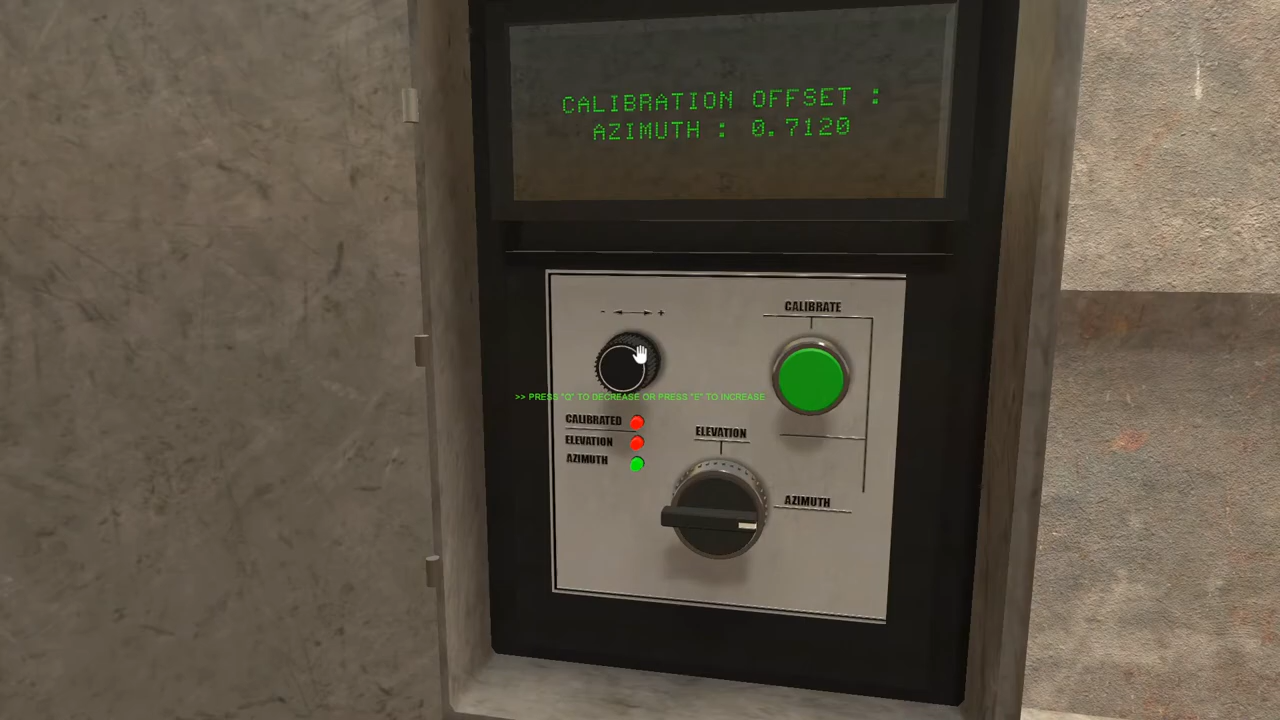 CALIBRATION OFFSET :
AZIMUTH : 0.7120
- +
CALIBRATE
>> PRESS "Q" TO DECREASE OR PRESS "E" TO INCREASE
CALIBRATED
ELEVATION
AZIMUTH
ELEVATION
AZIMUTH